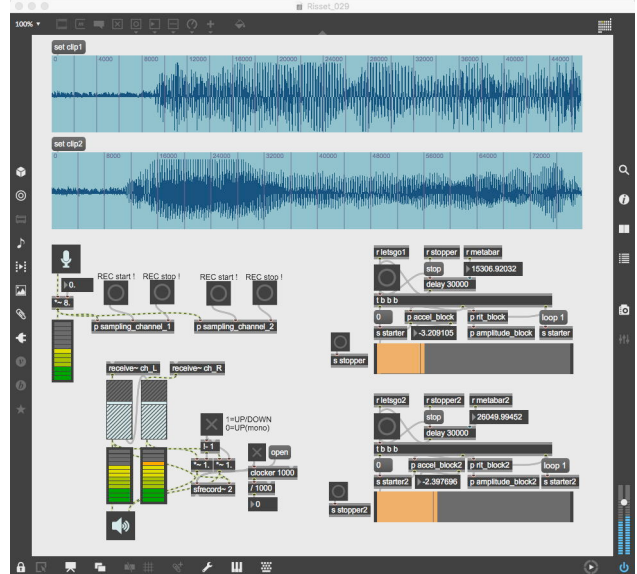 Risset_029
100%
set clip1
0 4000 8000 12000 16000 20000 24000 28000 32000 36000 40000 44000
set clip2
0 8000 16000 24000 32000 40000 48000 56000 64000 72000
r letsgo1 r stopper r metabar
stop 15306.92032
delay 30000
0. REC start ! REC stop ! REC start ! REC stop !
*~ 8.
t b b b
0 p accel_block p rit_block loop 1
p sampling_channel_1 p sampling_channel_2
s starter -3.209105 p amplitude_block s starter
s stopper
receive~ ch_L receive~ ch_R
r letsgo2 r stopper2 r metabar2
stop 26049.99452
delay 30000
1=UP/DOWN
0=UP(mono)
!- 1
open
t b b b
*~ 1. *~ 1. clocker 1000
0 p accel_block2 p rit_block2 loop 1
sfrecord~ 2 / 1000
s starter2 -2.397696 p amplitude_block2 s starter2
0
s stopper2